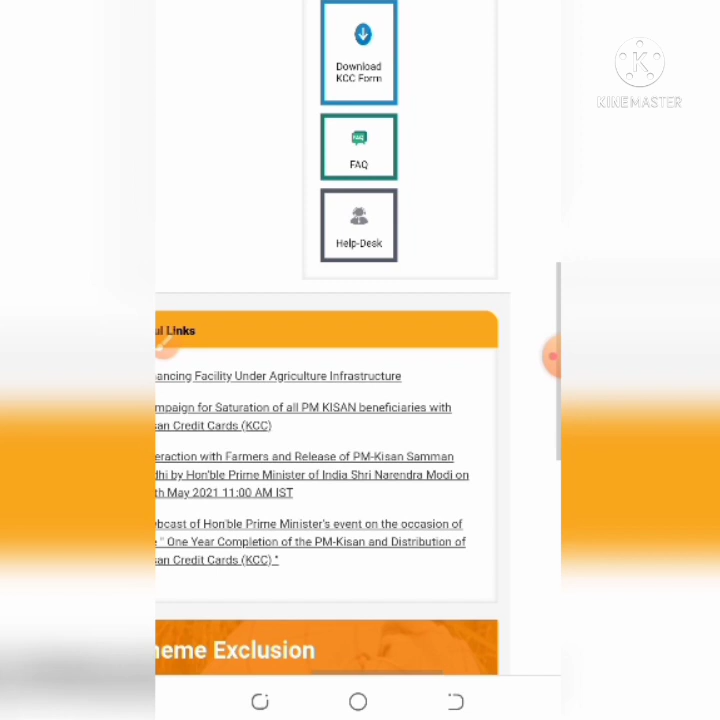 Download
KCC Form
K
KINEMASTER
FAQ
FAQ
Help-Desk
ul Links
ancing Facility Under Agriculture Infrastructure
mpaign for Saturation of all PM KISAN beneficiaries with
san Credit Cards (KCC)
eraction with Farmers and Release of PM-Kisan Samman
dhi by Hon'ble Prime Minister of India Shri Narendra Modi on
th May 2021 11:00 AM IST
bcast of Hon'ble Prime Minister's event on the occasion of
" One Year Completion of the PM-Kisan and Distribution of
san Credit Cards (KCC) "
heme Exclusion